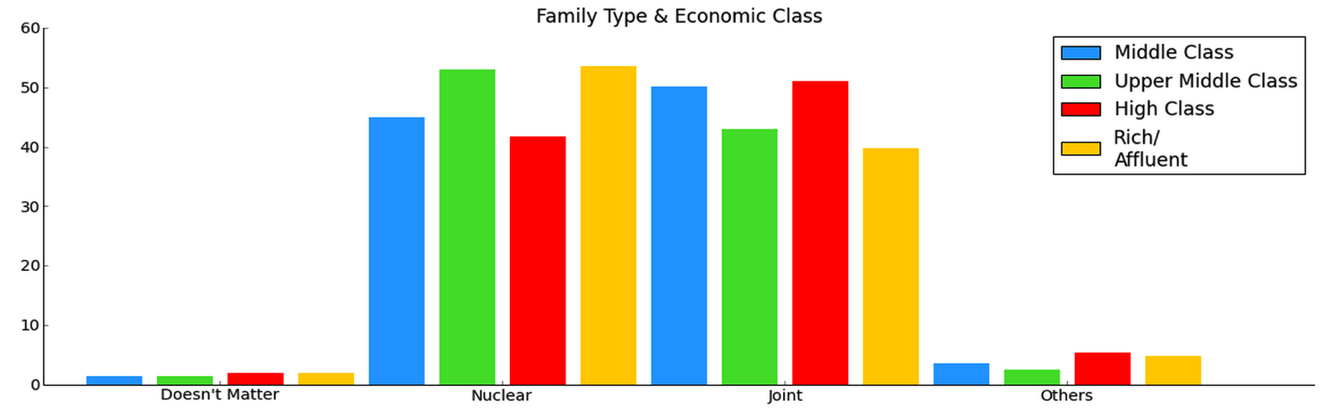 Family Type & Economic Class
60
50
40
30
20
10
0
Middle Class
Upper Middle Class
High Class
Rich/
Affluent
Doesn't Matter
Nuclear
Joint
Others